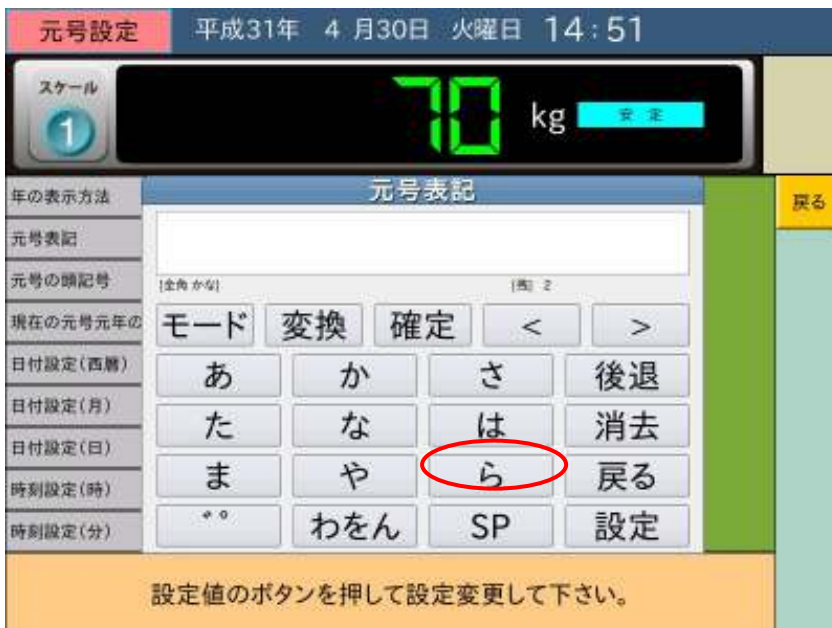 元号設定 平成31年 4月30日 火曜日 14:51
スケール
1
70 kg 安定
年の表示方法
元号表記
元号の頭記号
現在の元号元年の
日付設定(西暦)
日付設定(月)
日付設定(日)
時刻設定(時)
時刻設定(分)
元号表記
[全角かな] [残] 2
モード 変換 確定 < >
あ か さ 後退
た な は 消去
ま や ら 戻る
゛゜ わをん SP 設定
戻る
設定値のボタンを押して設定変更して下さい。